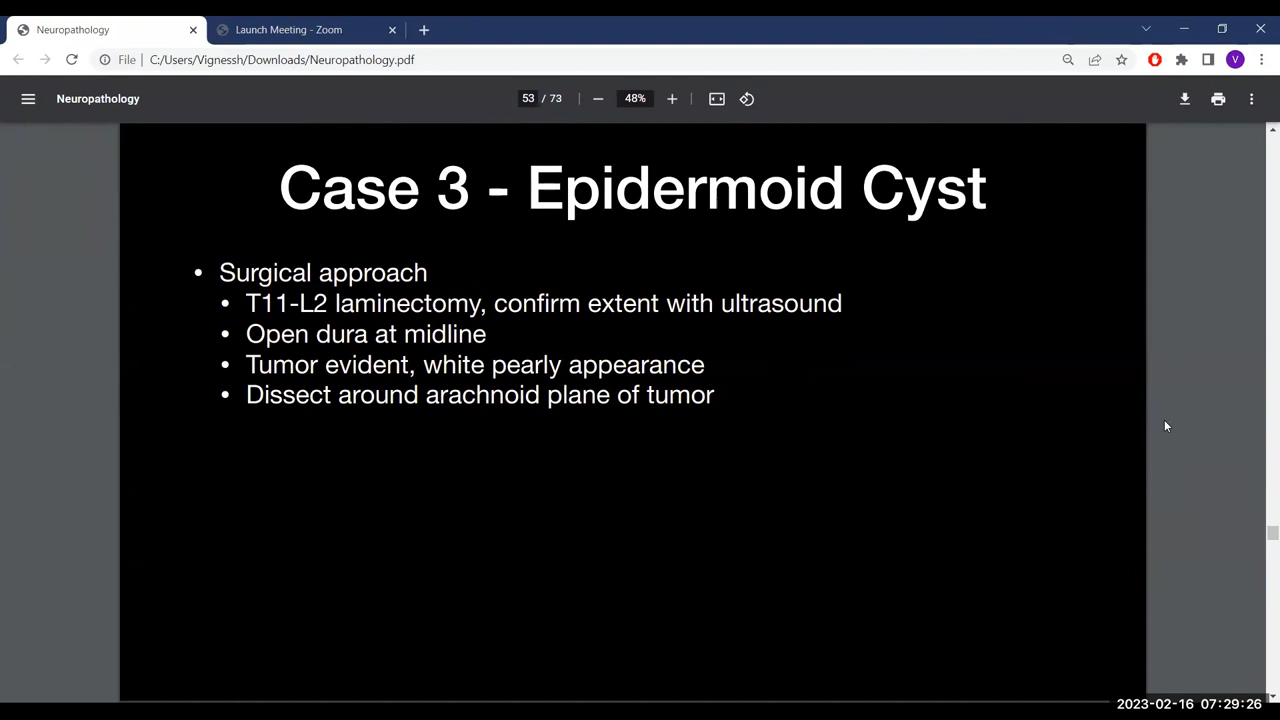 Neuropathology
Launch Meeting - Zoom
File
C:/Users/Vignessh/Downloads/Neuropathology.pdf
V
Neuropathology
53 / 73
48%
Case 3 - Epidermoid Cyst
• Surgical approach
• T11-L2 laminectomy, confirm extent with ultrasound
• Open dura at midline
• Tumor evident, white pearly appearance
• Dissect around arachnoid plane of tumor
2023-02-16 07:29:26